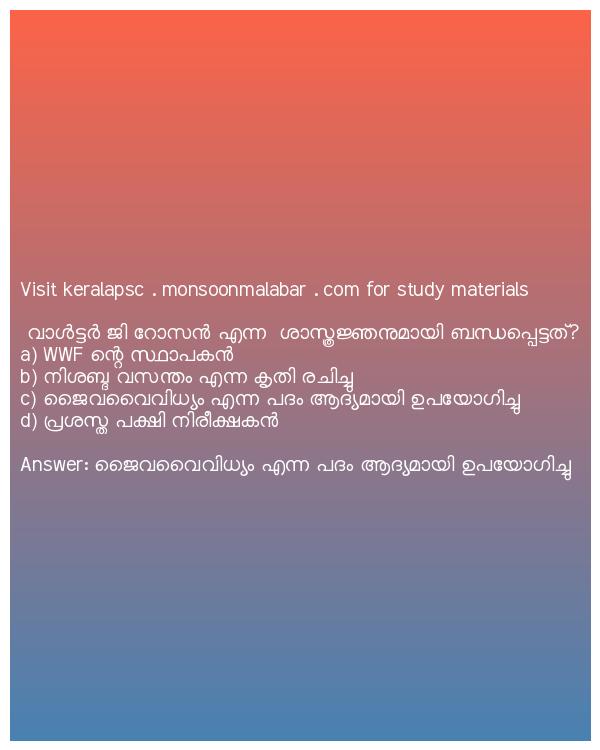 Visit keralapsc . monsoonmalabar . com for study materials
വാൾട്ടർ ജി റോസൻ എന്ന ശാസ്ത്രജ്ഞനുമായി ബന്ധപ്പെട്ടത്?
a) WWF ന്റെ സ്ഥാപകൻ
b) നിശബ്ദ വസന്തം എന്ന കൃതി രചിച്ചു
c) ജൈവവൈവിധ്യം എന്ന പദം ആദ്യമായി ഉപയോഗിച്ചു
d) പ്രശസ്ത പക്ഷി നിരീക്ഷകൻ
Answer: ജൈവവൈവിധ്യം എന്ന പദം ആദ്യമായി ഉപയോഗിച്ചു